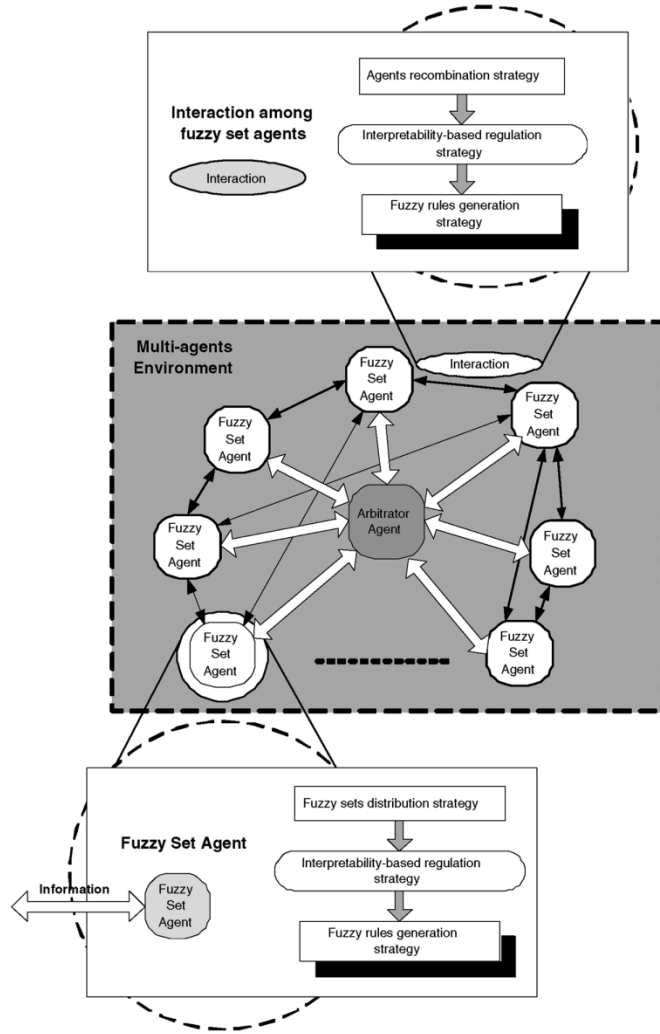 Agents recombination strategy
Interaction among
fuzzy set agents
Interpretability-based regulation
strategy
Interaction
Fuzzy rules generation
strategy
Multi-agents
Environment
Interaction
Fuzzy
Set
Agent
Fuzzy
Set
Agent
Fuzzy
Set
Agent
Arbitrator
Agent
Fuzzy
Set
Agent
Fuzzy
Set
Agent
Fuzzy
Set
Agent
Fuzzy
Set
Agent
Fuzzy sets distribution strategy
Fuzzy Set Agent
Interpretability-based regulation
strategy
Information
Fuzzy
Set
Agent
Fuzzy rules generation
strategy